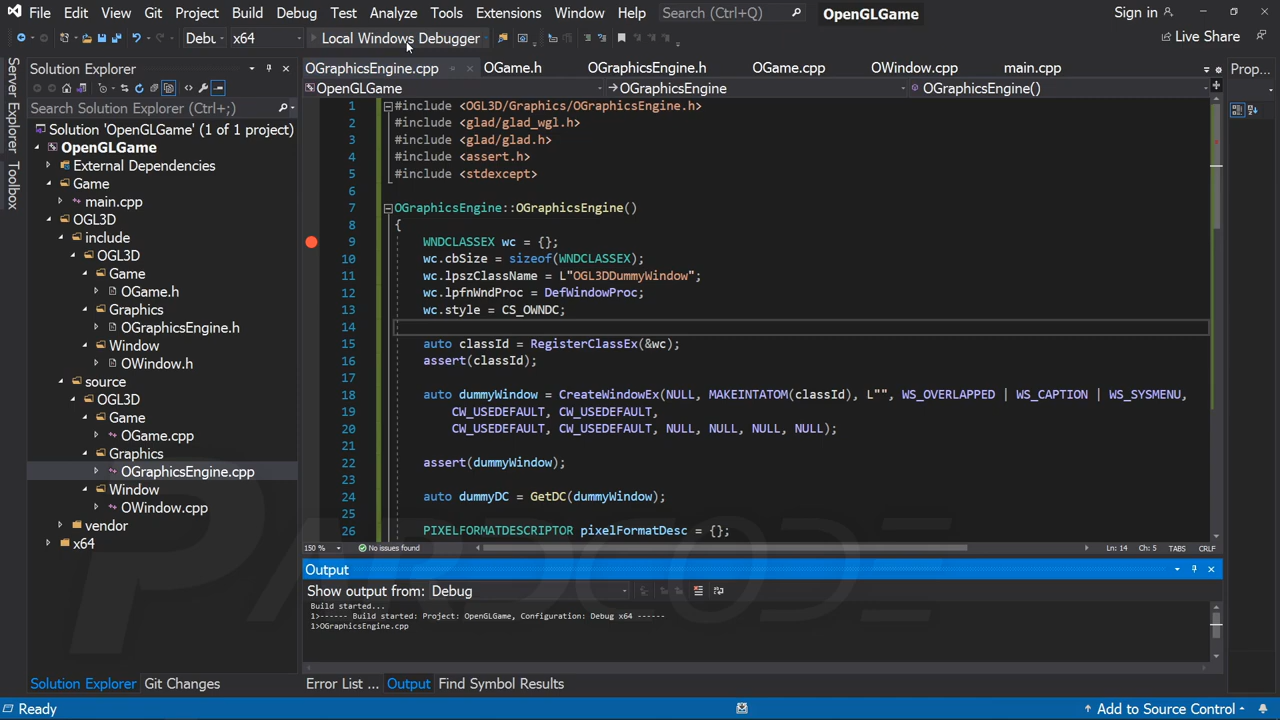 File Edit View Git Project Build Debug Test Analyze Tools Extensions Window Help Search (Ctrl+Q) OpenGLGame Sign in
Debu x64 Local Windows Debugger Live Share
Solution Explorer OGraphicsEngine.cpp OGame.h OGraphicsEngine.h OGame.cpp OWindow.cpp main.cpp Prop...
OpenGLGame OGraphicsEngine OGraphicsEngine()
Server Explorer
Toolbox
Search Solution Explorer (Ctrl+;)
Solution 'OpenGLGame' (1 of 1 project)
OpenGLGame
External Dependencies
Game
main.cpp
OGL3D
include
OGL3D
Game
OGame.h
Graphics
OGraphicsEngine.h
Window
OWindow.h
source
OGL3D
Game
OGame.cpp
Graphics
OGraphicsEngine.cpp
Window
OWindow.cpp
vendor
x64
1 #include <OGL3D/Graphics/OGraphicsEngine.h>
2 #include <glad/glad_wgl.h>
3 #include <glad/glad.h>
4 #include <assert.h>
5 #include <stdexcept>
6
7 OGraphicsEngine::OGraphicsEngine()
8 {
9 WNDCLASSEX wc = {};
10 wc.cbSize = sizeof(WNDCLASSEX);
11 wc.lpszClassName = L"OGL3DDummyWindow";
12 wc.lpfnWndProc = DefWindowProc;
13 wc.style = CS_OWNDC;
14
15 auto classId = RegisterClassEx(&wc);
16 assert(classId);
17
18 auto dummyWindow = CreateWindowEx(NULL, MAKEINTATOM(classId), L"", WS_OVERLAPPED | WS_CAPTION | WS_SYSMENU,
19 CW_USEDEFAULT, CW_USEDEFAULT,
20 CW_USEDEFAULT, CW_USEDEFAULT, NULL, NULL, NULL, NULL);
21
22 assert(dummyWindow);
23
24 auto dummyDC = GetDC(dummyWindow);
25
26 PIXELFORMATDESCRIPTOR pixelFormatDesc = {};
150 % No issues found Ln: 14 Ch: 5 TABS CRLF
Output
Show output from: Debug
Build started...
1>------ Build started: Project: OpenGLGame, Configuration: Debug x64 ------
1>OGraphicsEngine.cpp
PARDCODE
Solution Explorer Git Changes Error List ... Output Find Symbol Results
Ready Add to Source Control